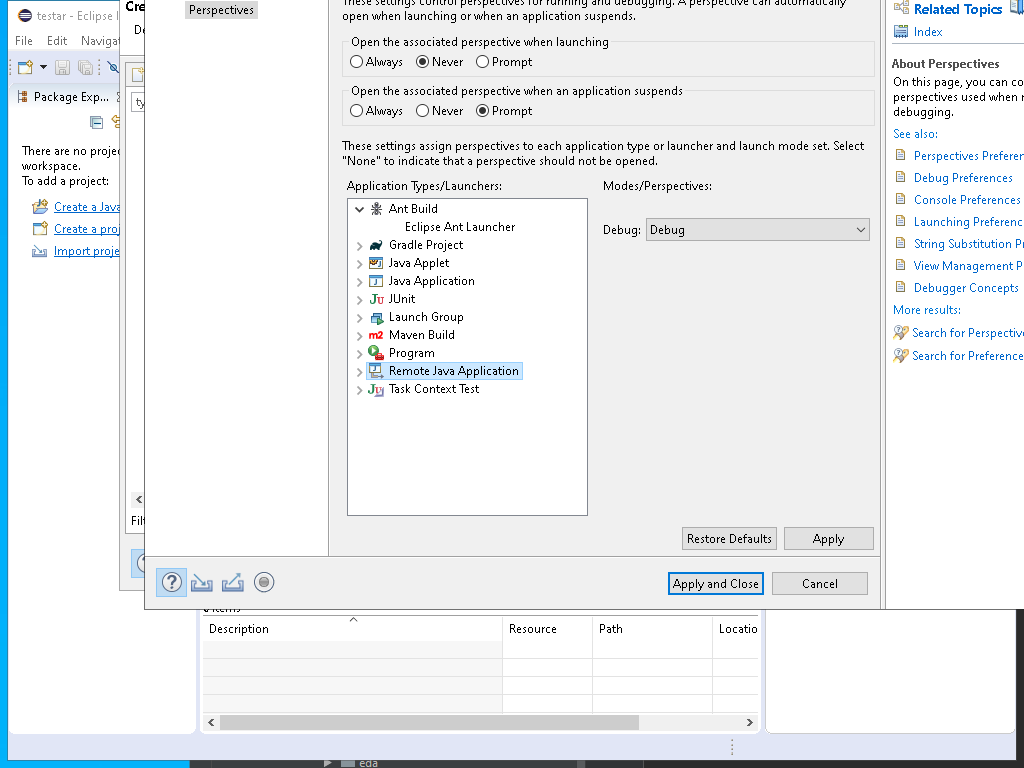 testar - Eclipse I
Cre
File Edit Navigat
De
Package Exp...
ty
There are no proje
workspace.
To add a project:
Create a Java
Create a proj
Import proje
Filt
Perspectives
These settings control perspectives for running and debugging. A perspective can automatically
open when launching or when an application suspends.
Open the associated perspective when launching
Always Never Prompt
Open the associated perspective when an application suspends
Always Never Prompt
These settings assign perspectives to each application type or launcher and launch mode set. Select
"None" to indicate that a perspective should not be opened.
Application Types/Launchers:
Modes/Perspectives:
Ant Build
Eclipse Ant Launcher
Gradle Project
Java Applet
Java Application
JUnit
Launch Group
Maven Build
Program
Remote Java Application
Task Context Test
Debug: Debug
Restore Defaults Apply
Apply and Close Cancel
Related Topics
Index
About Perspectives
On this page, you can co
perspectives used when r
debugging.
See also:
Perspectives Preferen
Debug Preferences
Console Preferences
Launching Preferenc
String Substitution Pr
View Management P
Debugger Concepts
More results:
Search for Perspective
Search for Preference
Items
Description Resource Path Locatio
eda